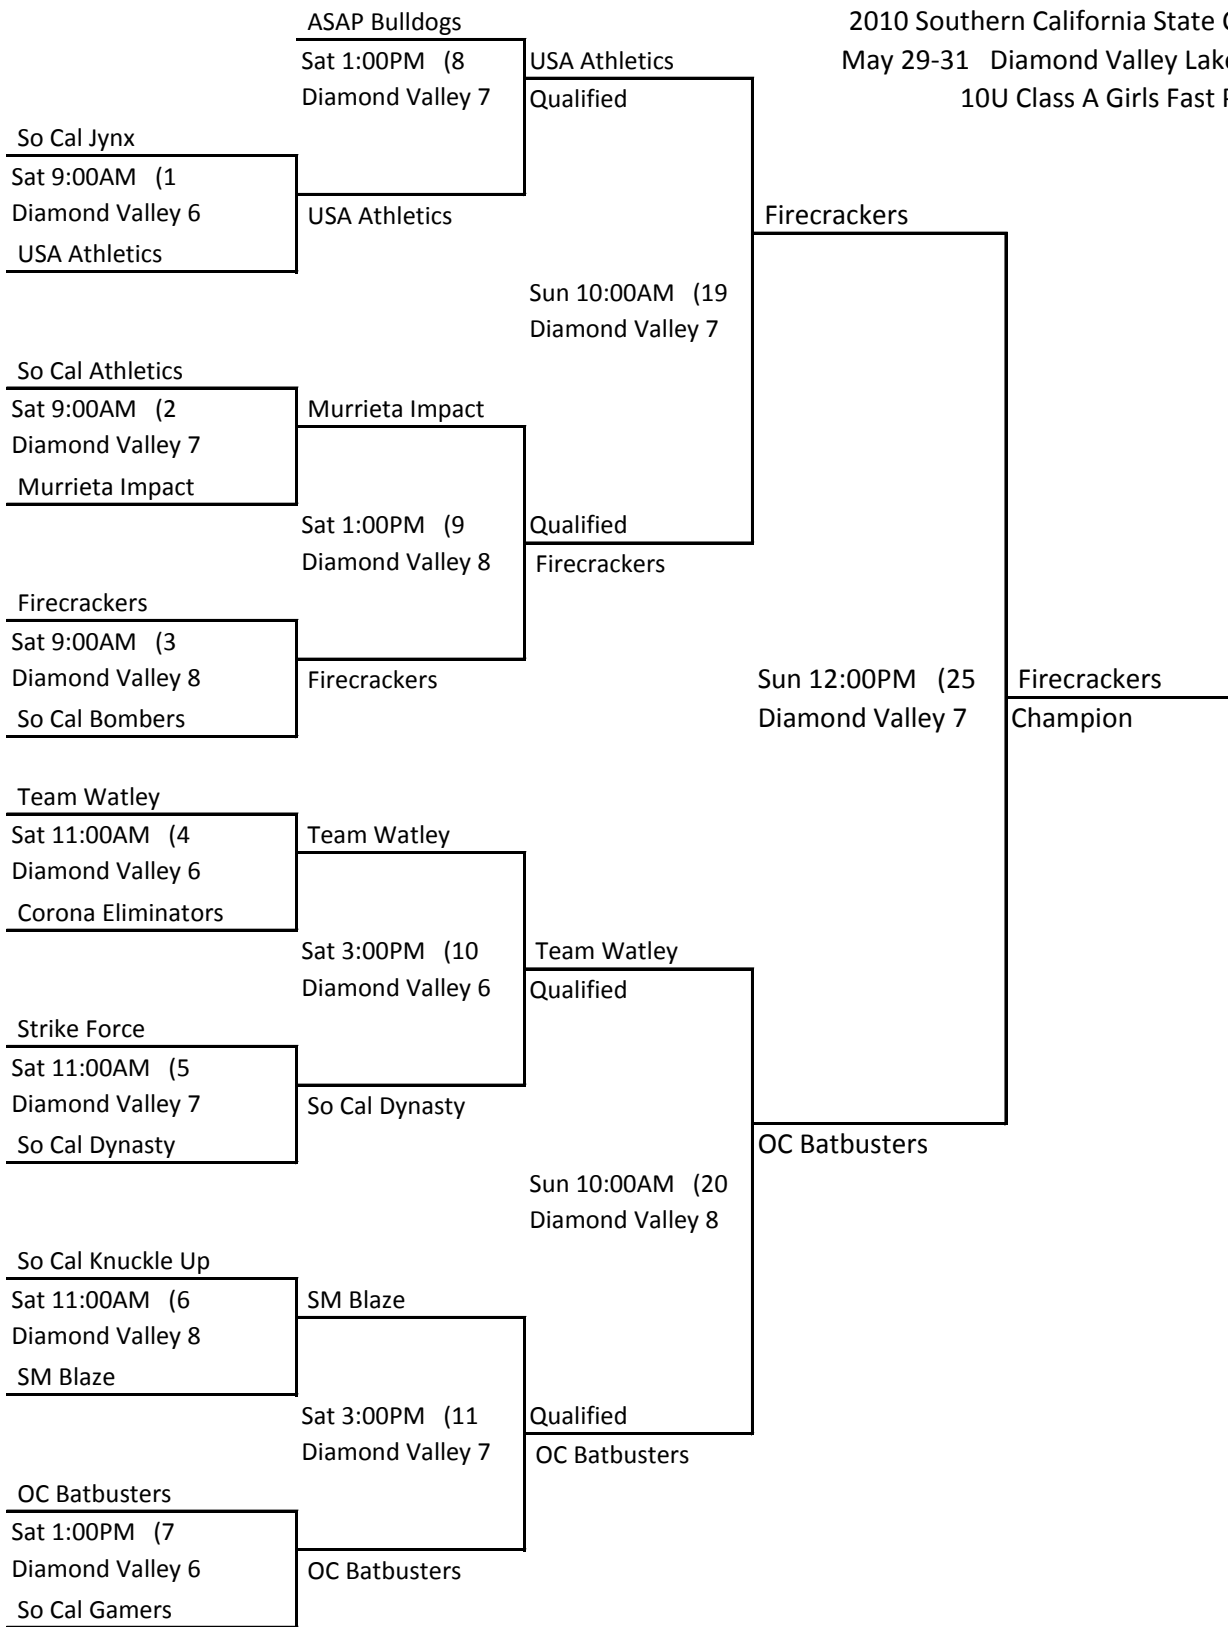 ASAP Bulldogs
2010 Southern California State
May 29-31 Diamond Valley Lake
10U Class A Girls Fast
Sat 1:00PM (8
Diamond Valley 7
USA Athletics
Qualified
So Cal Jynx
Sat 9:00AM (1
Diamond Valley 6
USA Athletics
USA Athletics
Firecrackers
Sun 10:00AM (19
Diamond Valley 7
So Cal Athletics
Sat 9:00AM (2
Diamond Valley 7
Murrieta Impact
Murrieta Impact
Sat 1:00PM (9
Diamond Valley 8
Qualified
Firecrackers
Firecrackers
Sat 9:00AM (3
Diamond Valley 8
So Cal Bombers
Firecrackers
Sun 12:00PM (25
Diamond Valley 7
Firecrackers
Champion
Team Watley
Sat 11:00AM (4
Diamond Valley 6
Corona Eliminators
Team Watley
Sat 3:00PM (10
Diamond Valley 6
Team Watley
Qualified
Strike Force
Sat 11:00AM (5
Diamond Valley 7
So Cal Dynasty
So Cal Dynasty
OC Batbusters
Sun 10:00AM (20
Diamond Valley 8
So Cal Knuckle Up
Sat 11:00AM (6
Diamond Valley 8
SM Blaze
SM Blaze
Sat 3:00PM (11
Diamond Valley 7
Qualified
OC Batbusters
OC Batbusters
Sat 1:00PM (7
Diamond Valley 6
So Cal Gamers
OC Batbusters